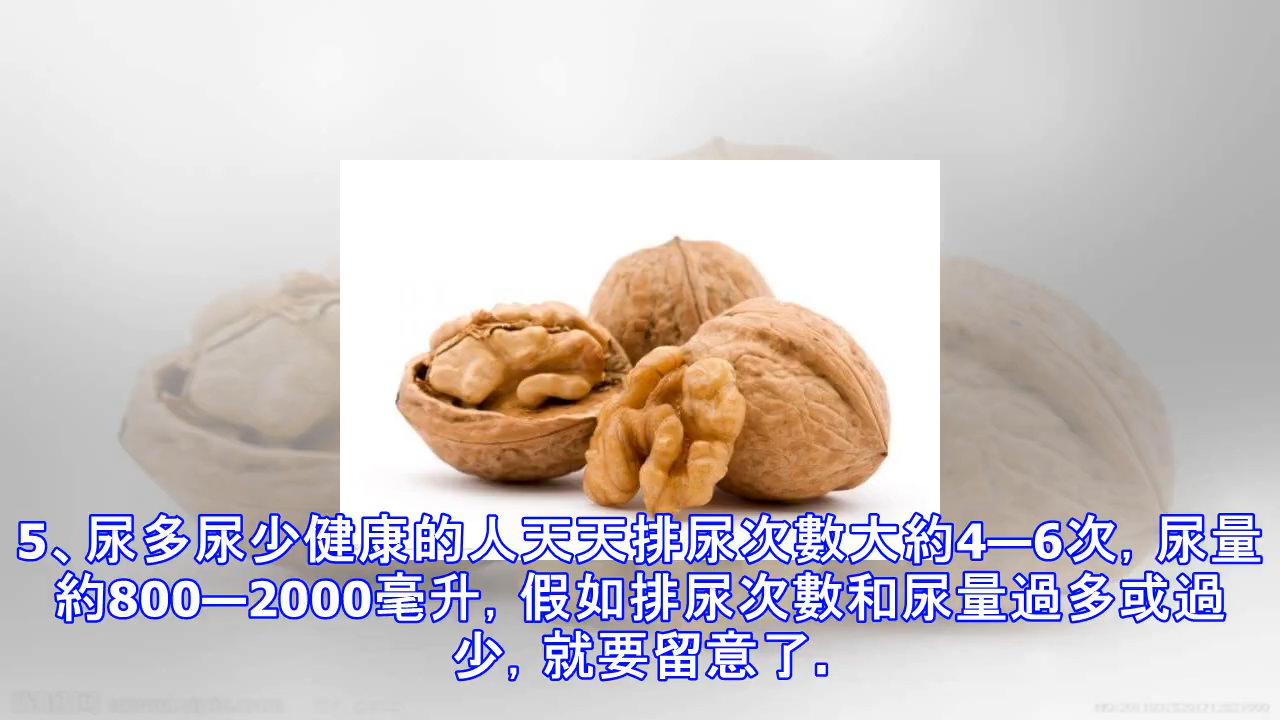 5、尿多尿少健康的人天天排尿次數大約4—6次, 尿量
約800—2000毫升, 假如排尿次數和尿量過多或過
少, 就要留意了.